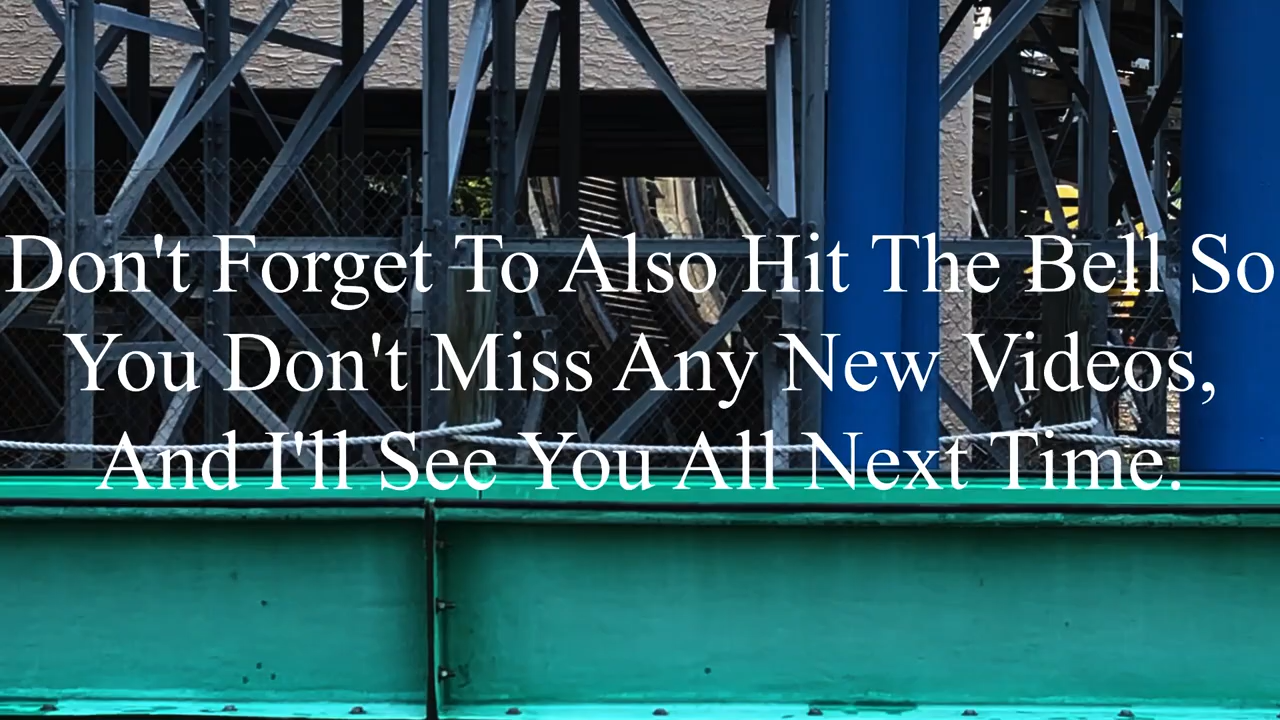 Don't Forget To Also Hit The Bell So
You Don't Miss Any New Videos,
And I'll See You All Next Time.